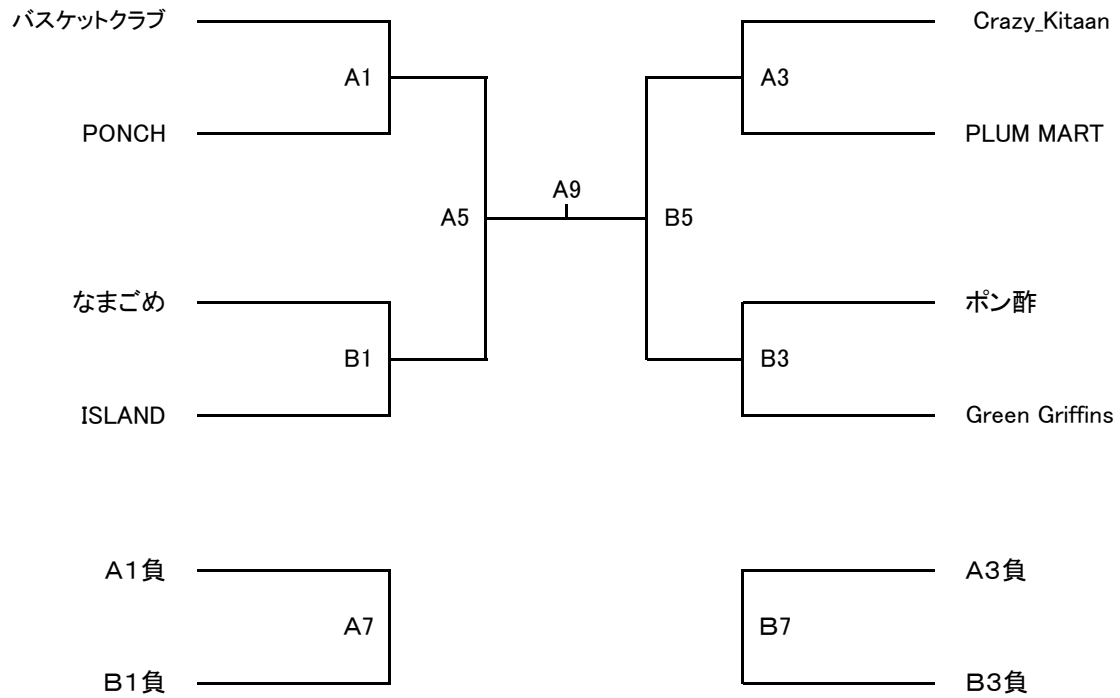 バスケットクラブ
Crazy_Kitaan
A1
A3
PONCH
PLUM MART
A9
A5
B5
なまごめ
ポン酢
B1
B3
ISLAND
Green Griffins
A１負
A３負
A7
B7
B１負
B３負